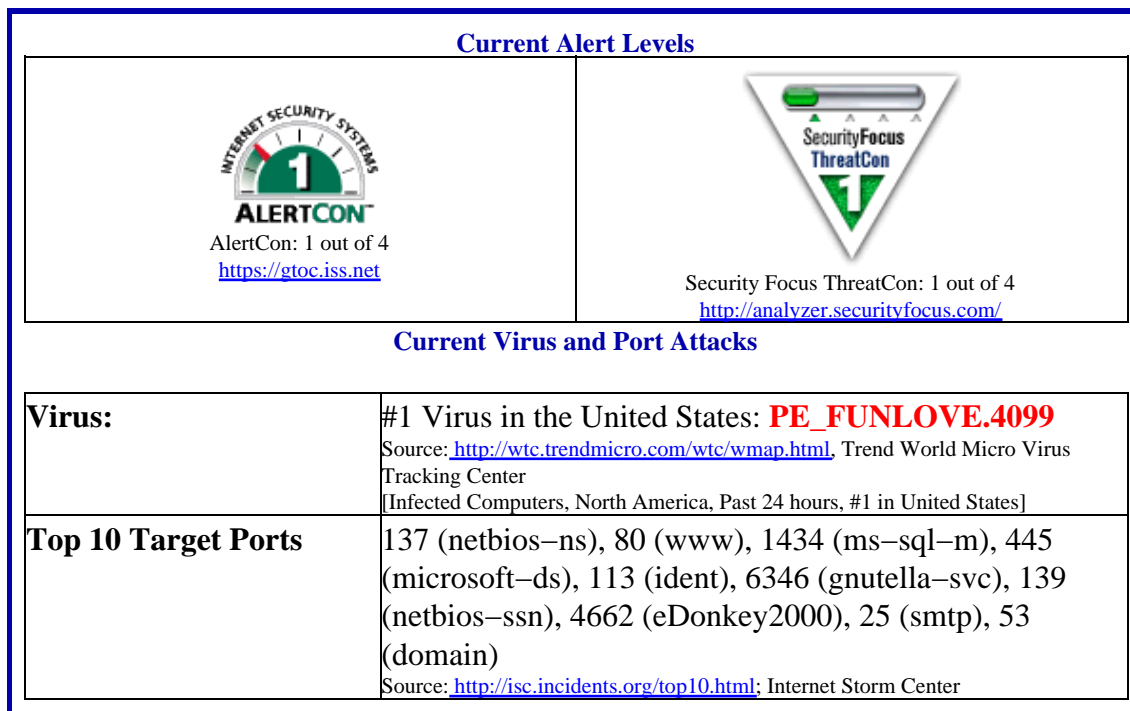 Current Alert Levels
INTERNET SECURITY SYSTEMS
1
ALERTCON™
AlertCon: 1 out of 4
https://gtoc.iss.net
SecurityFocus
ThreatCon
1
Security Focus ThreatCon: 1 out of 4
http://analyzer.securityfocus.com/
Current Virus and Port Attacks
Virus:
#1 Virus in the United States: PE_FUNLOVE.4099
Source: http://wtc.trendmicro.com/wtc/wmap.html, Trend World Micro Virus
Tracking Center
[Infected Computers, North America, Past 24 hours, #1 in United States]
Top 10 Target Ports
137 (netbios−ns), 80 (www), 1434 (ms−sql−m), 445
(microsoft−ds), 113 (ident), 6346 (gnutella−svc), 139
(netbios−ssn), 4662 (eDonkey2000), 25 (smtp), 53
(domain)
Source: http://isc.incidents.org/top10.html; Internet Storm Center